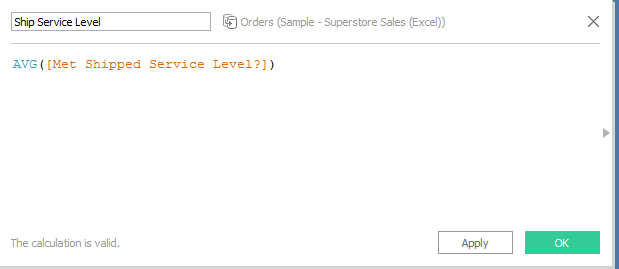 Ship Service Level
Orders (Sample - Superstore Sales (Excel))
AVG([Met Shipped Service Level?])
The calculation is valid.
Apply
OK